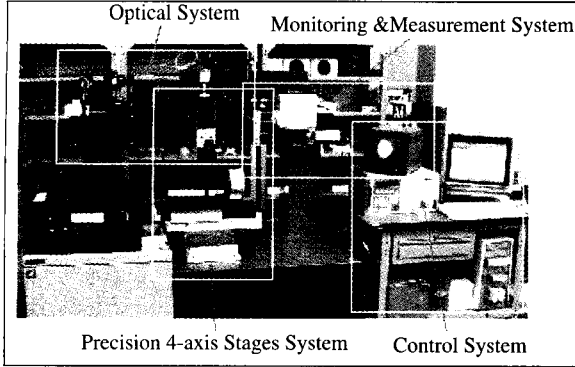 Optical System
Monitoring &Measurement System
Precision 4-axis Stages System
Control System